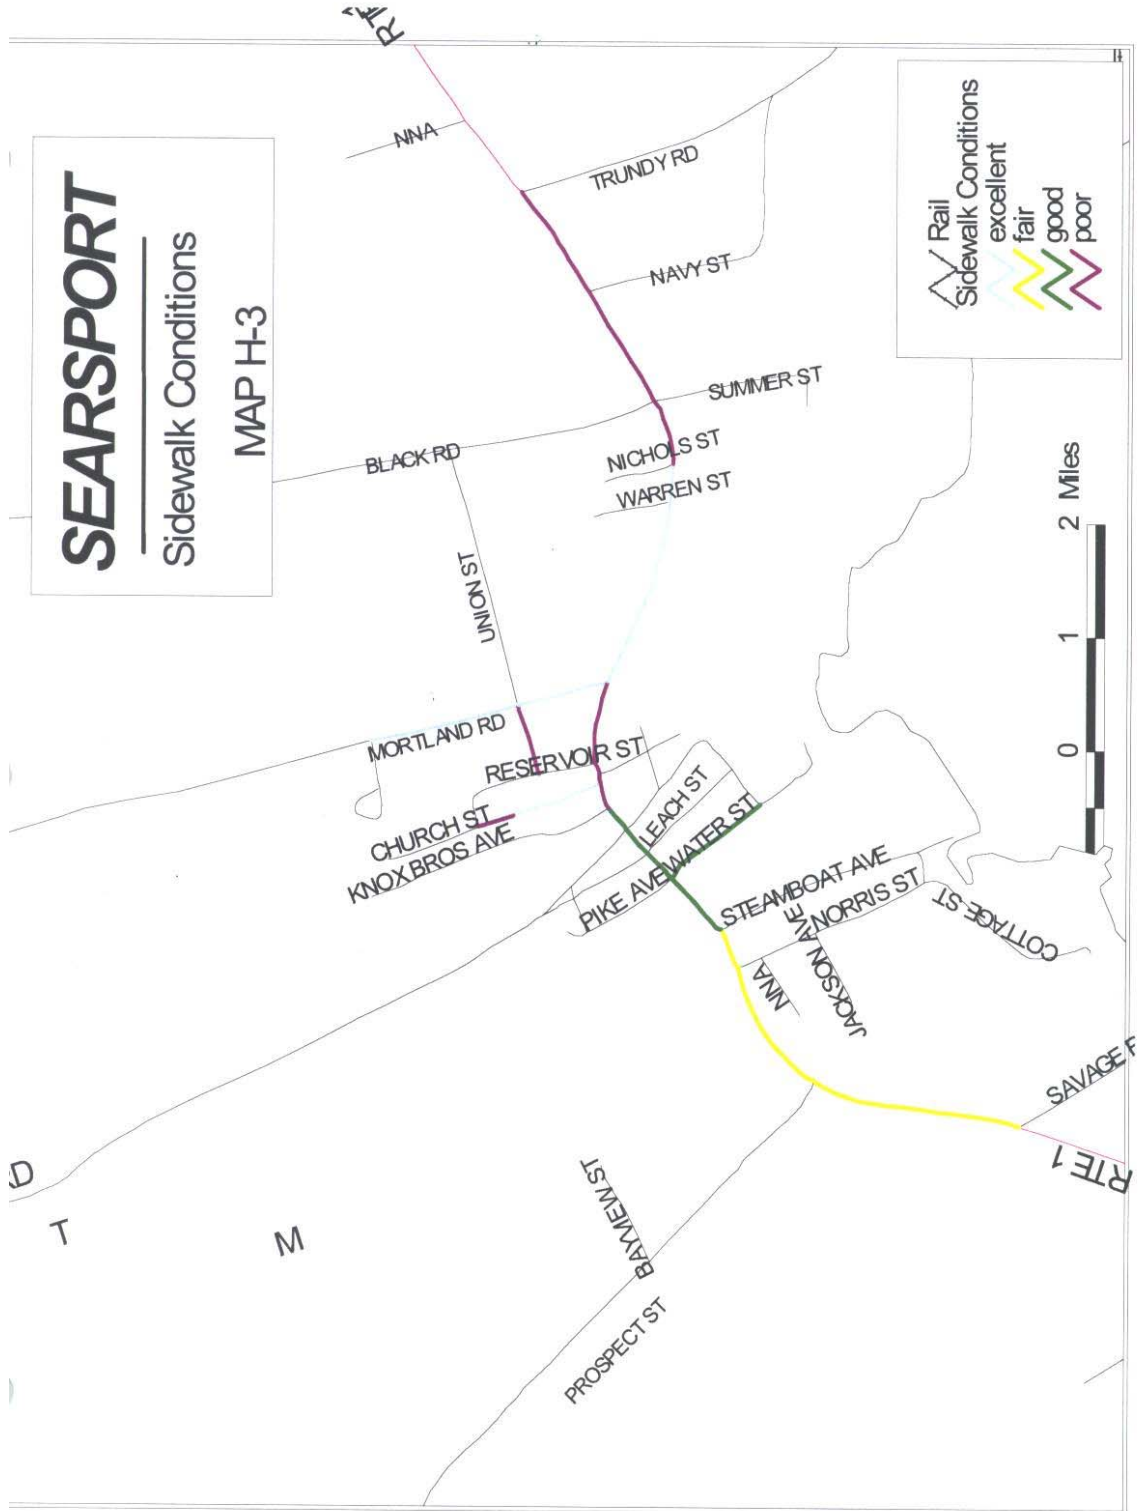 SEARSPORT
Sidewalk Conditions
MAP H-3
NNA
TRUNDY RD
NAVY ST
SUMMER ST
BLACK RD
NICHOLS ST
WARREN ST
UNION ST
MORTLAND RD
RESERVOIR ST
CHURCH ST
KNOX BROS AVE
LEACH ST
PIKE AVE
WATER ST
STEAMBOAT AVE
NORRIS ST
JACKSON AVE
NNA
COTTAGE ST
SAVAGE
RTE 1
BAYVIEW ST
PROSPECT ST
T
M
Rail
Sidewalk Conditions
excellent
fair
good
poor
0 1 2 Miles